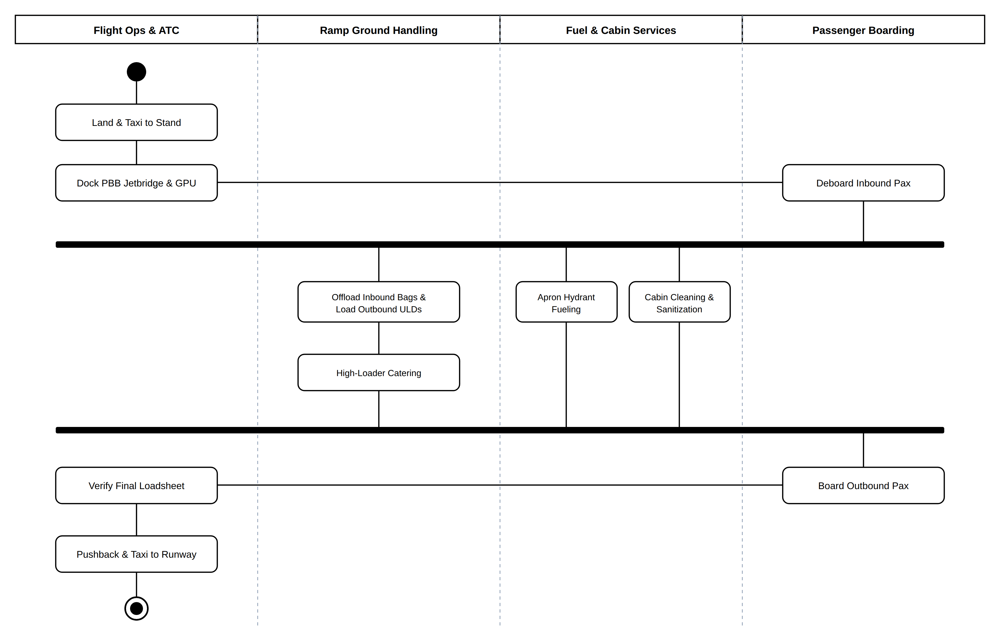 Flight Ops & ATC
Ramp Ground Handling
Fuel & Cabin Services
Passenger Boarding
Land & Taxi to Stand
Dock PBB Jetbridge & GPU
Deboard Inbound Pax
Offload Inbound Bags &
Load Outbound ULDs
Apron Hydrant
Fueling
Cabin Cleaning &
Sanitization
High-Loader Catering
Verify Final Loadsheet
Board Outbound Pax
Pushback & Taxi to Runway